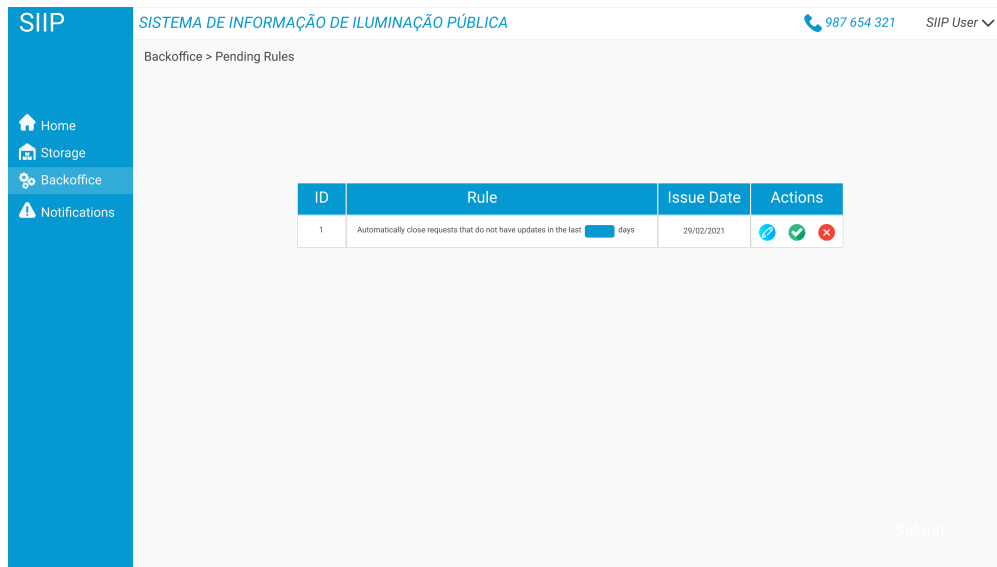 SIIP
SISTEMA DE INFORMAÇÃO DE ILUMINAÇÃO PÚBLICA
987 654 321
SIIP User
Backoffice > Pending Rules
Home
Storage
Backoffice
Notifications
ID Rule Issue Date Actions
1 Automatically close requests that do not have updates in the last days 29/02/2021
Submit